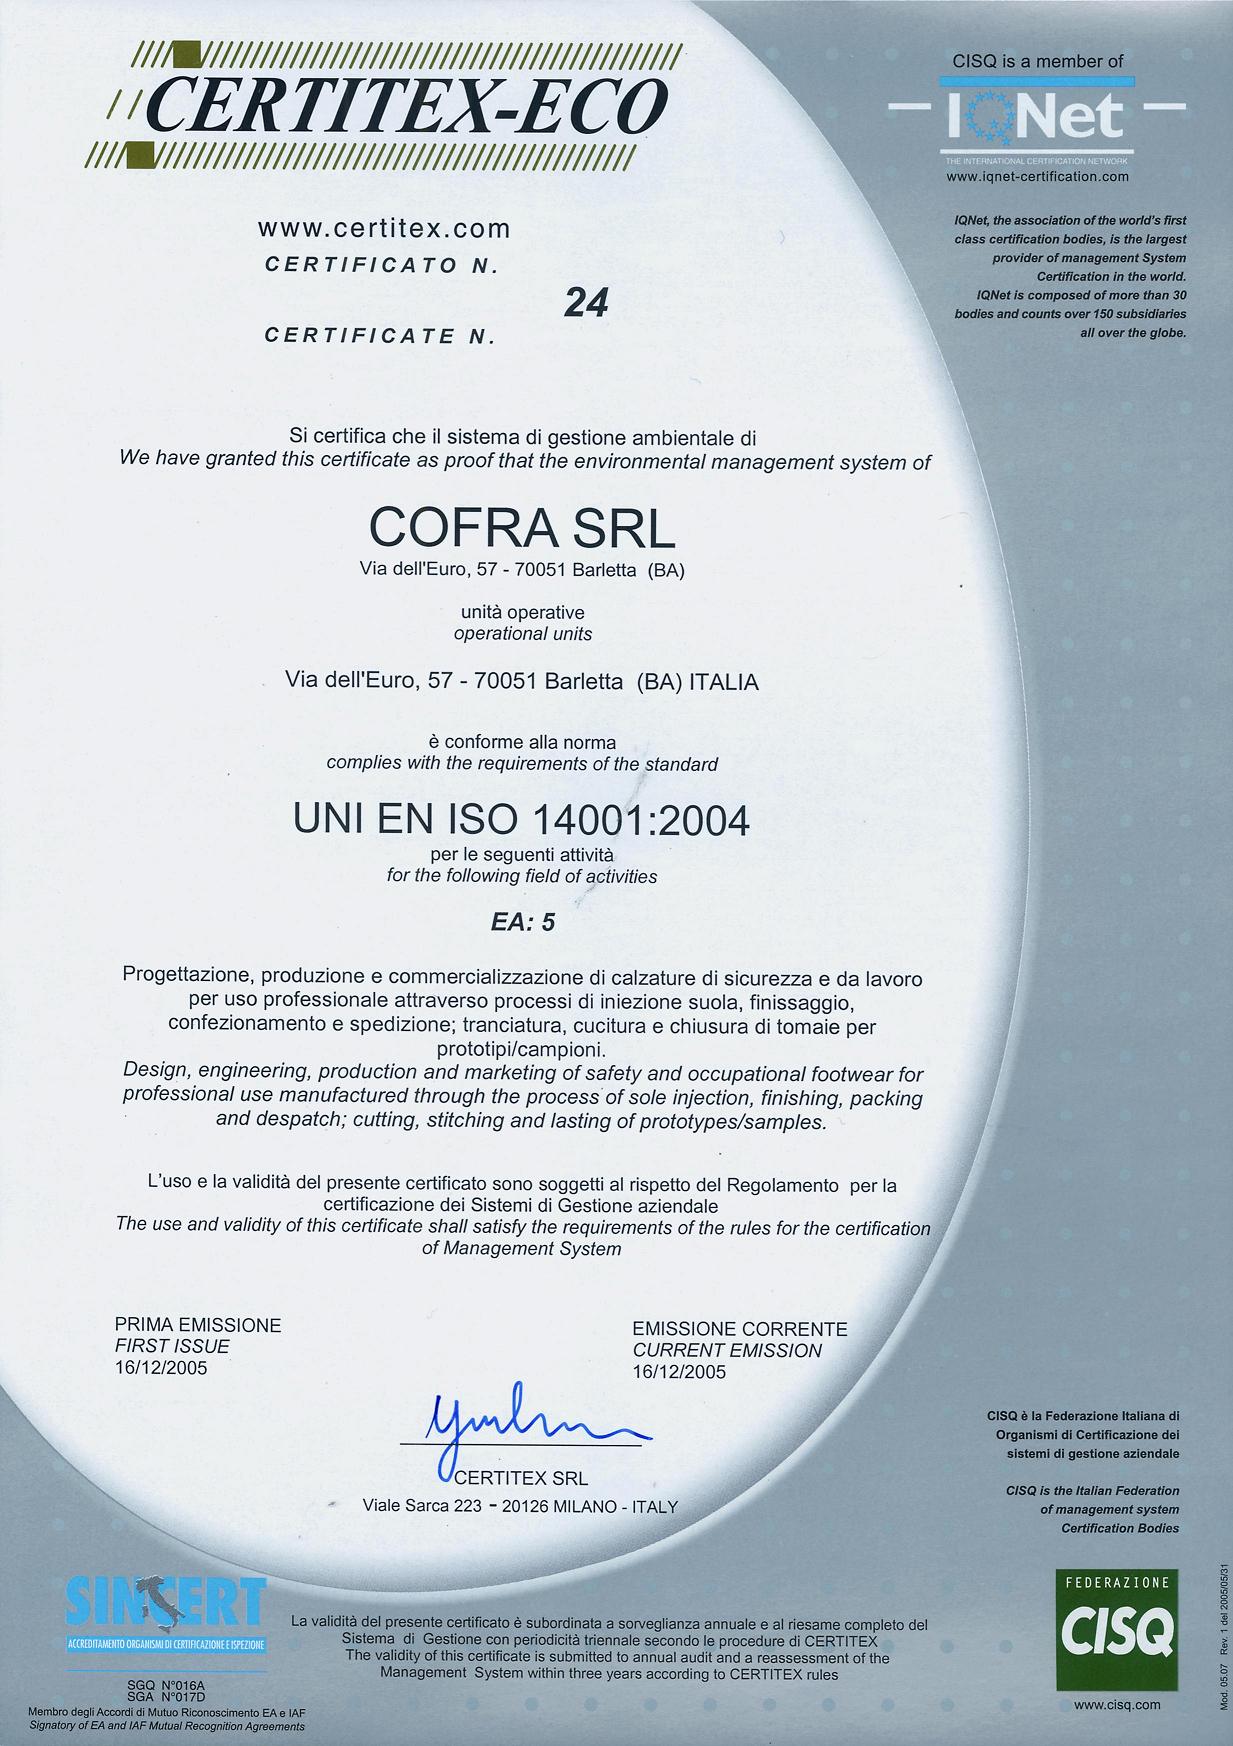 CERTITEX-ECO
CISQ is a member of
IQNet
THE INTERNATIONAL CERTIFICATION NETWORK
www.iqnet-certification.com
IQNet, the association of the world's first
class certification bodies, is the largest
provider of management System
Certification in the world.
IQNet is composed of more than 30
bodies and counts over 150 subsidiaries
all over the globe.
www.certitex.com
CERTIFICATO N.
24
CERTIFICATE N.
Si certifica che il sistema di gestione ambientale di
We have granted this certificate as proof that the environmental management system of
COFRA SRL
Via dell'Euro, 57 - 70051 Barletta (BA)
unità operative
operational units
Via dell'Euro, 57 - 70051 Barletta (BA) ITALIA
è conforme alla norma
complies with the requirements of the standard
UNI EN ISO 14001:2004
per le seguenti attività
for the following field of activities
EA: 5
Progettazione, produzione e commercializzazione di calzature di sicurezza e da lavoro
per uso professionale attraverso processi di iniezione suola, finissaggio,
confezionamento e spedizione; tranciatura, cucitura e chiusura di tomaie per
prototipi/campioni.
Design, engineering, production and marketing of safety and occupational footwear for
professional use manufactured through the process of sole injection, finishing, packing
and despatch; cutting, stitching and lasting of prototypes/samples.
L'uso e la validità del presente certificato sono soggetti al rispetto del Regolamento per la
certificazione dei Sistemi di Gestione aziendale
The use and validity of this certificate shall satisfy the requirements of the rules for the certification
of Management System
PRIMA EMISSIONE
FIRST ISSUE
16/12/2005
EMISSIONE CORRENTE
CURRENT EMISSION
16/12/2005
CERTITEX SRL
Viale Sarca 223 - 20126 MILANO - ITALY
CISQ è la Federazione Italiana di
Organismi di Certificazione dei
sistemi di gestione aziendale
CISQ is the Italian Federation
of management system
Certification Bodies
SINCERT
ACCREDITAMENTO ORGANISMI DI CERTIFICAZIONE E ISPEZIONE
SGQ N°016A
SGA N°017D
Membro degli Accordi di Mutuo Riconoscimento EA e IAF
Signatory of EA and IAF Mutual Recognition Agreements
La validità del presente certificato è subordinata a sorveglianza annuale e al riesame completo del
Sistema di Gestione con periodicità triennale secondo le procedure di CERTITEX
The validity of this certificate is submitted to annual audit and a reassessment of the
Management System within three years according to CERTITEX rules
FEDERAZIONE
CISQ
www.cisq.com
Mod. 05.07 Rev. 1 del 2005/05/31